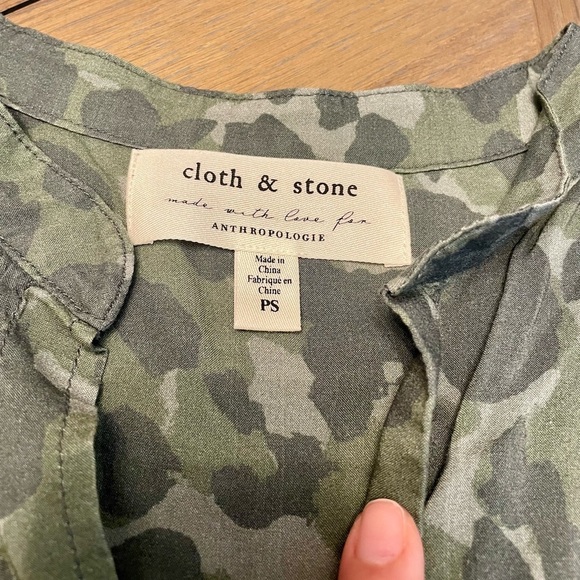 cloth & stone
made with love for
ANTHROPOLOGIE
Made in
China
Fabriqué en
Chine
PS